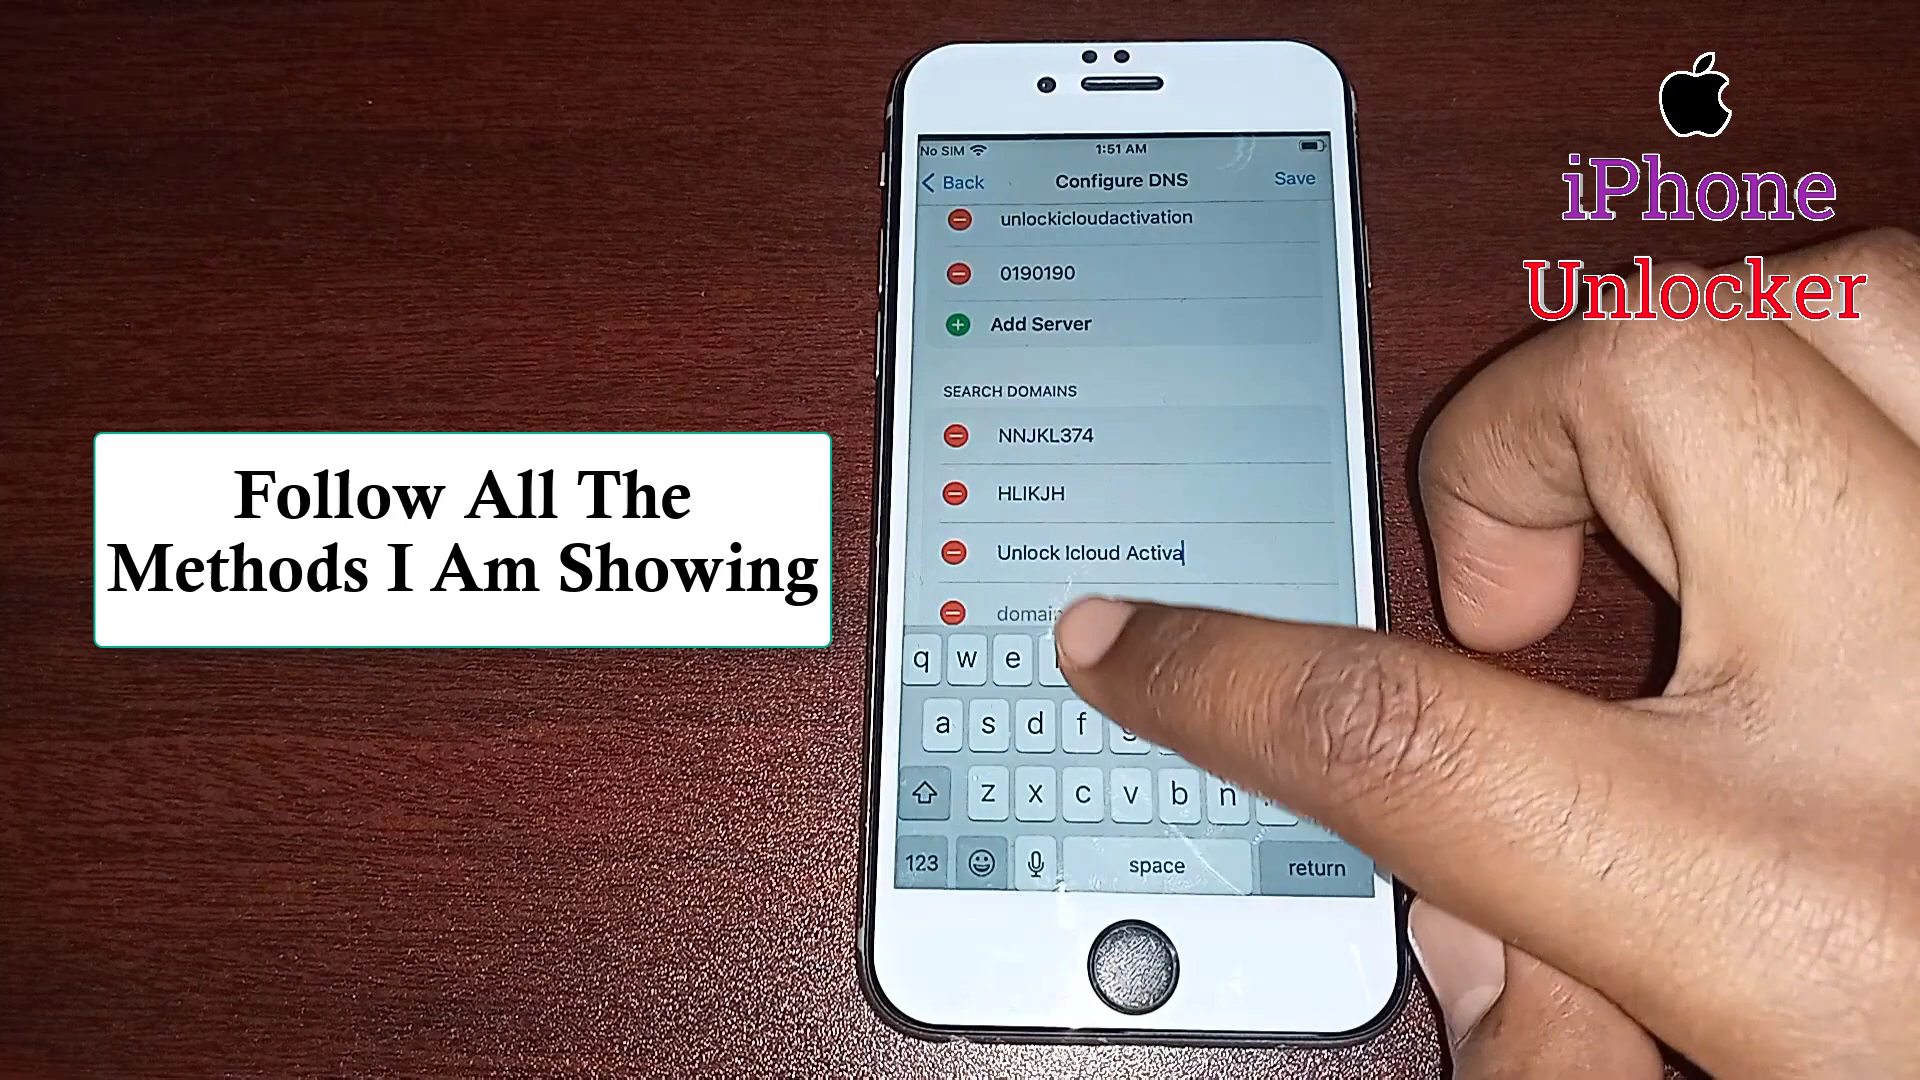 iPhone
Unlocker
No SIM
1:51 AM
Back
Configure DNS
Save
unlockicloudactivation
0190190
Add Server
SEARCH DOMAINS
NNJKL374
HLIKJH
Unlock Icloud Activa
Follow All The
Methods I Am Showing
q w e
a s d f g
z x c v b n
123
space
return